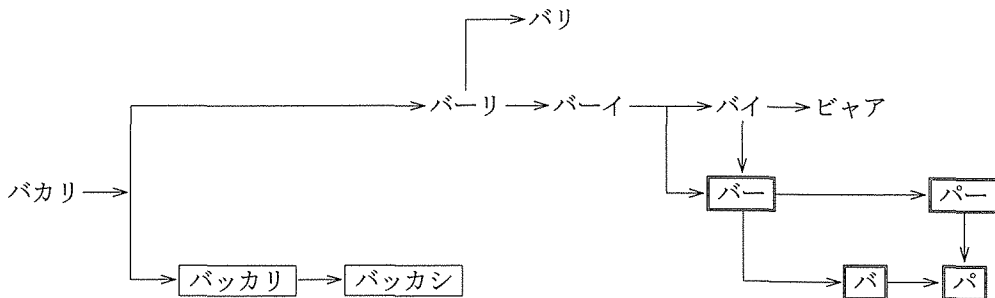 バリ
バーリ バーイ バイ ビャア
バカリ バー パー
バッカリ バッカシ バ パ